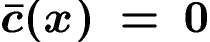 c̄(x) = 0